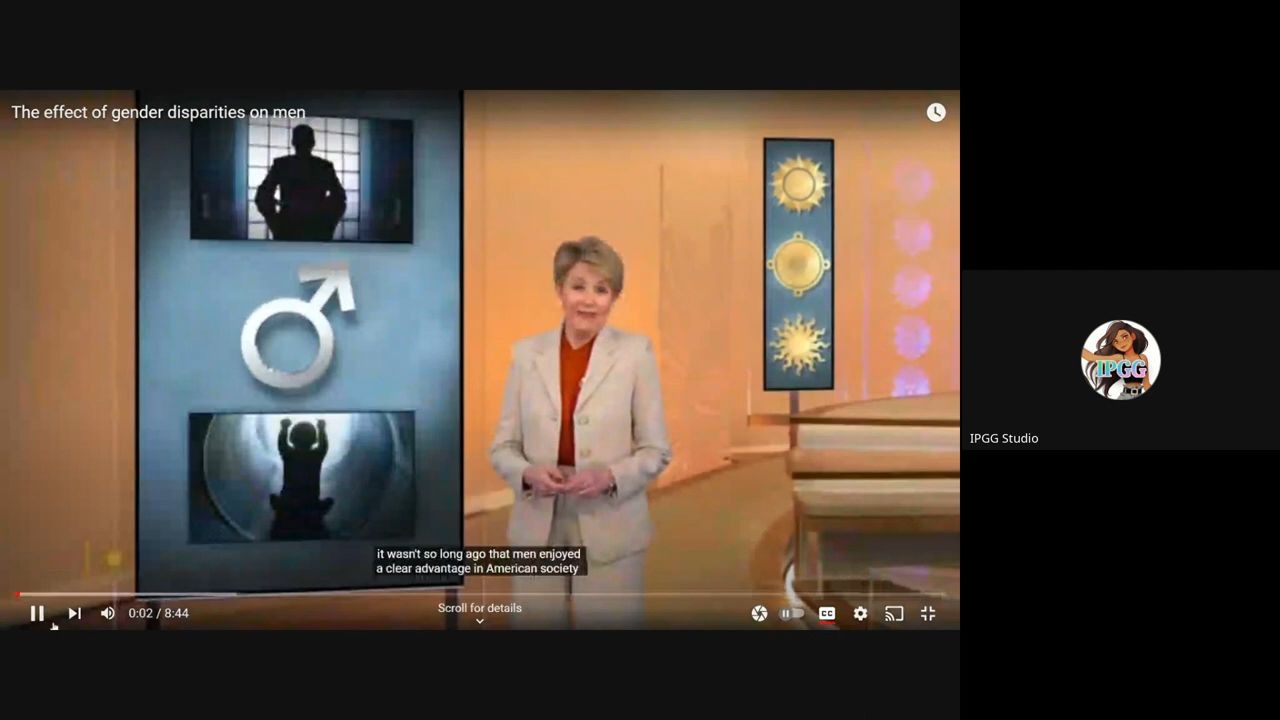 The effect of gender disparities on men
it wasn't so long ago that men enjoyed
a clear advantage in American society
0:02 / 8:44
Scroll for details
CC
IPGG
IPGG Studio